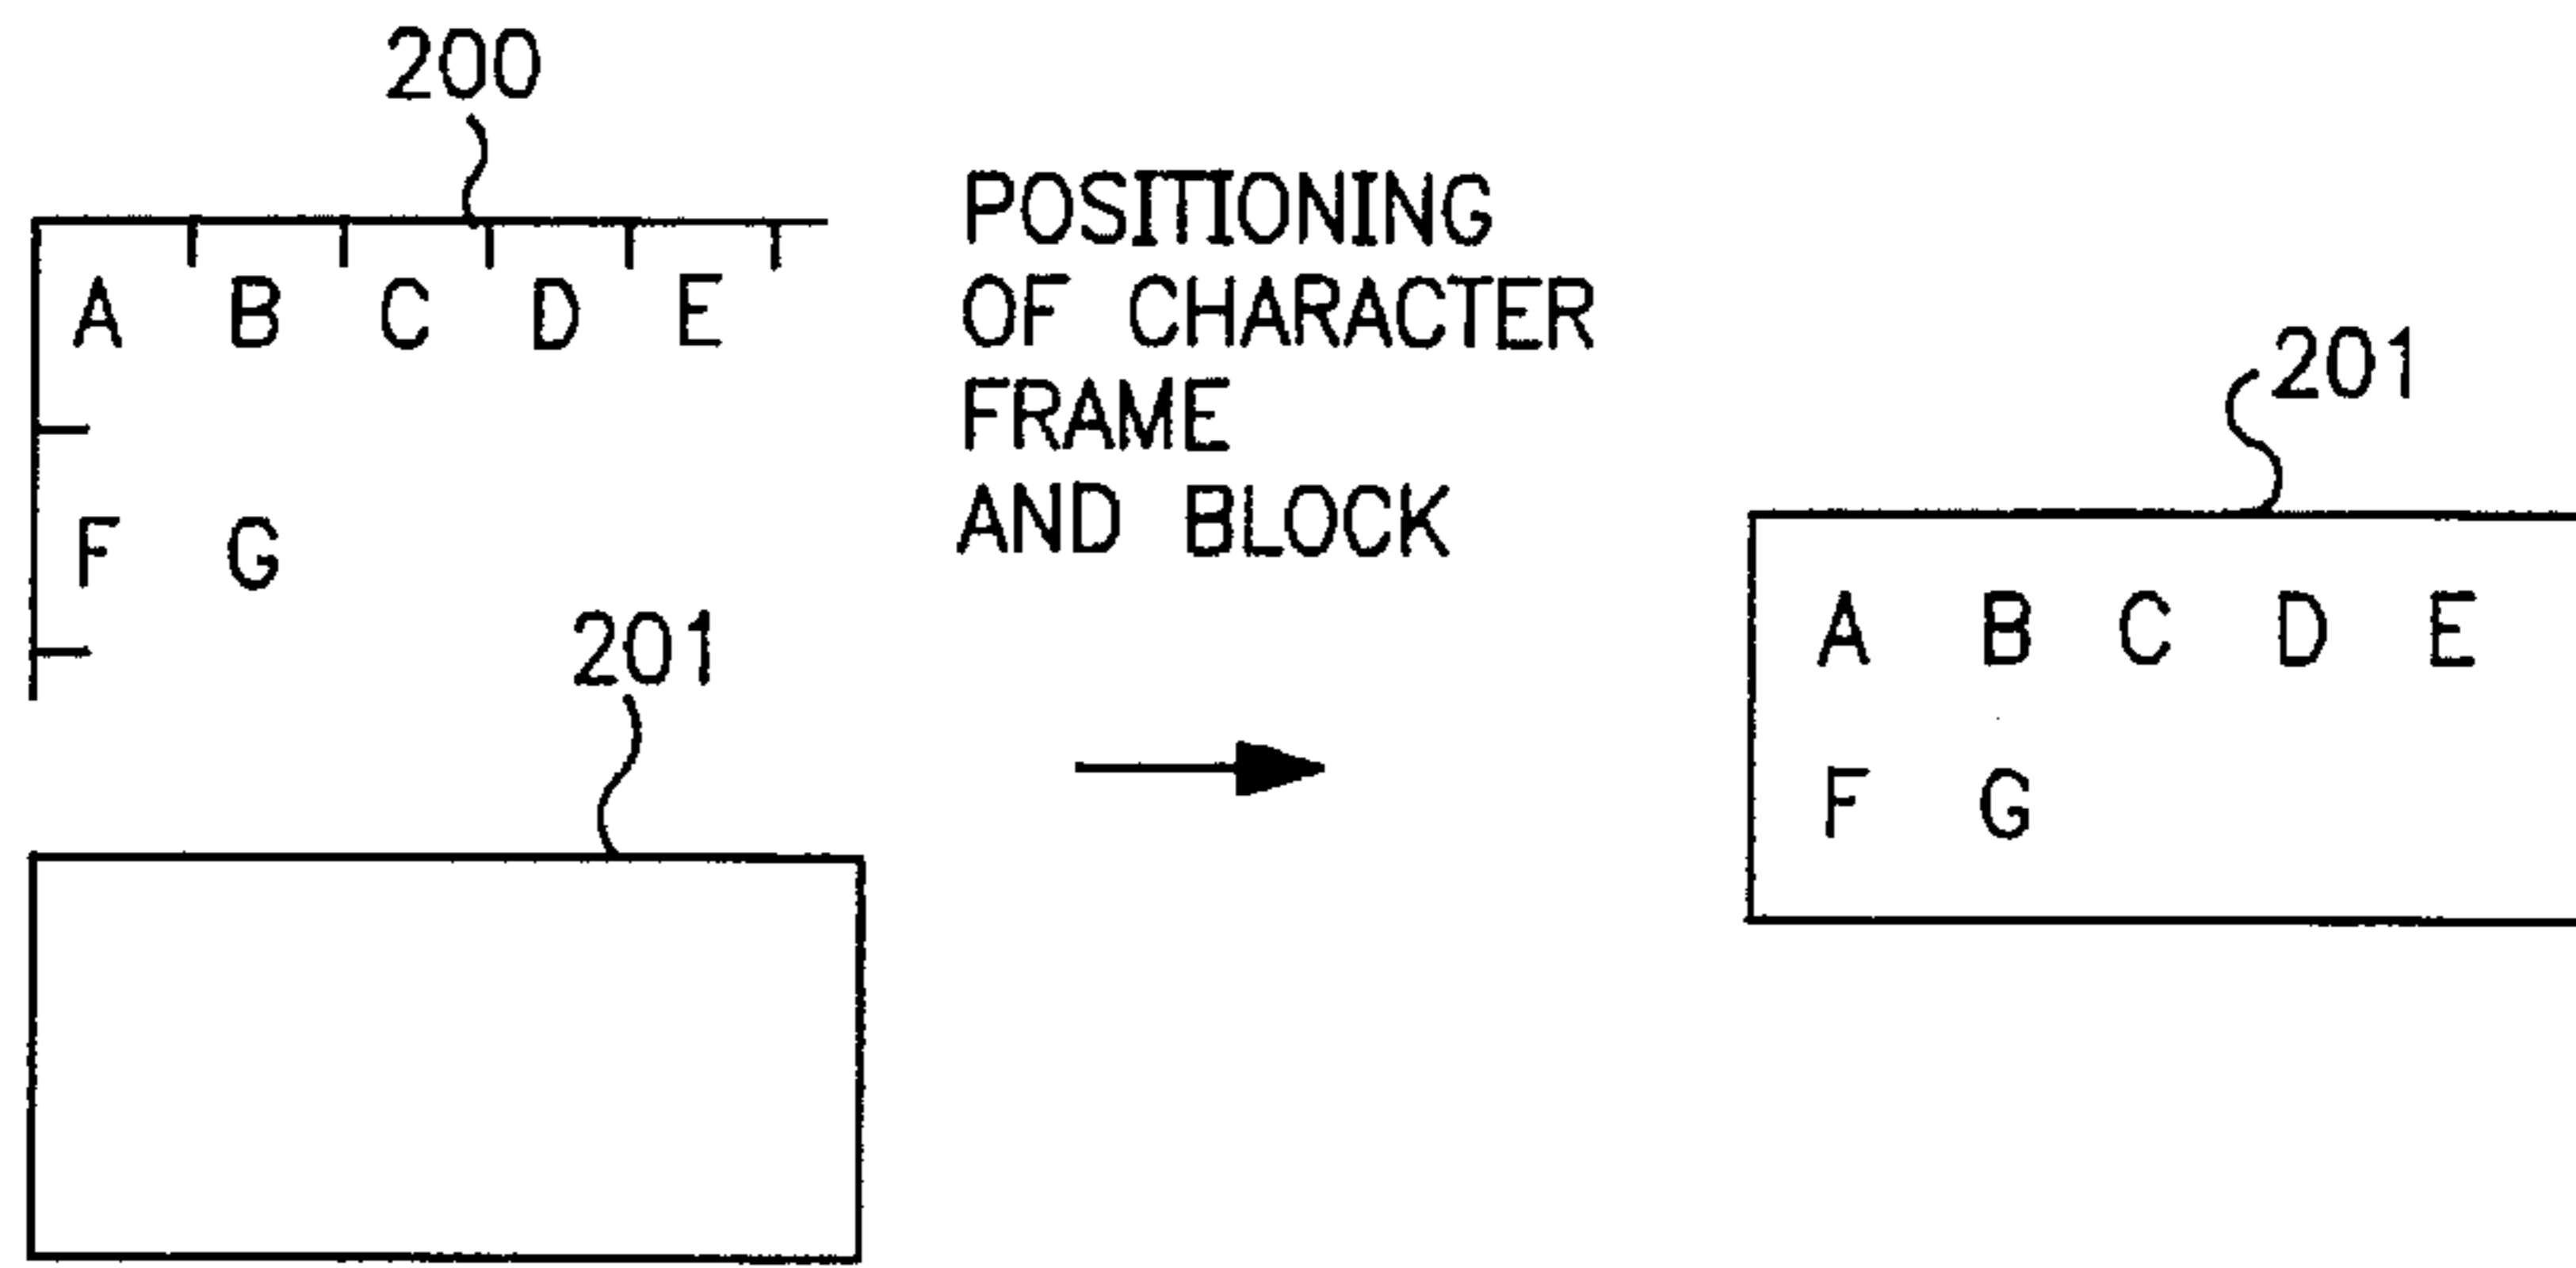 200
A B C D E
F G
201
POSITIONING
OF CHARACTER
FRAME
AND BLOCK
201
A B C D E
F G